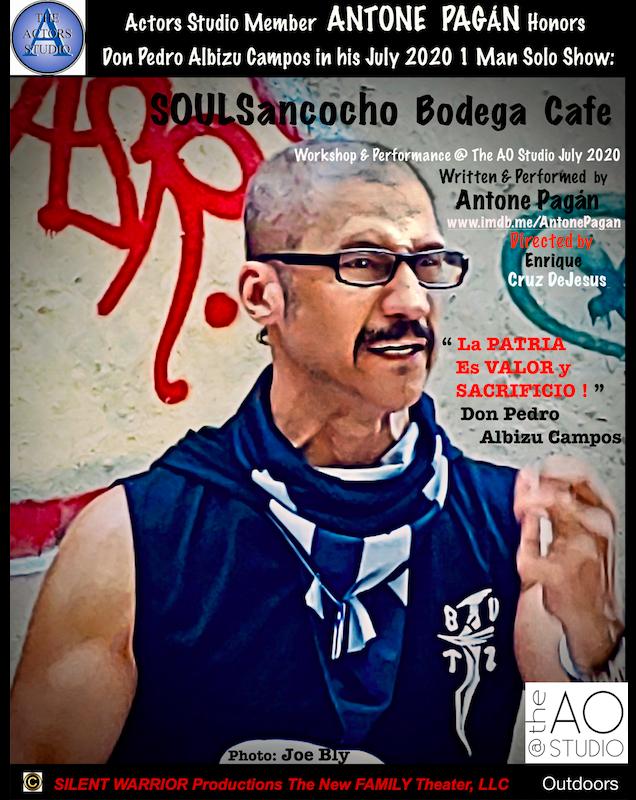 THE
ACTORS
STUDIO
Actors Studio Member ANTONE PAGÁN Honors
Don Pedro Albizu Campos in his July 2020 1 Man Solo Show:
SOULSancocho Bodega Cafe
Workshop & Performance @ The AO Studio July 2020
Written & Performed by
Antone Pagán
www.imdb.me/AntonePagan
Directed by
Enrique
Cruz DeJesus
“ La PATRIA
Es VALOR y
SACRIFICIO ! ”
Don Pedro
Albizu Campos
@the AO
STUDIO
Photo: Joe Bly
© SILENT WARRIOR Productions The New FAMILY Theater, LLC
Outdoors